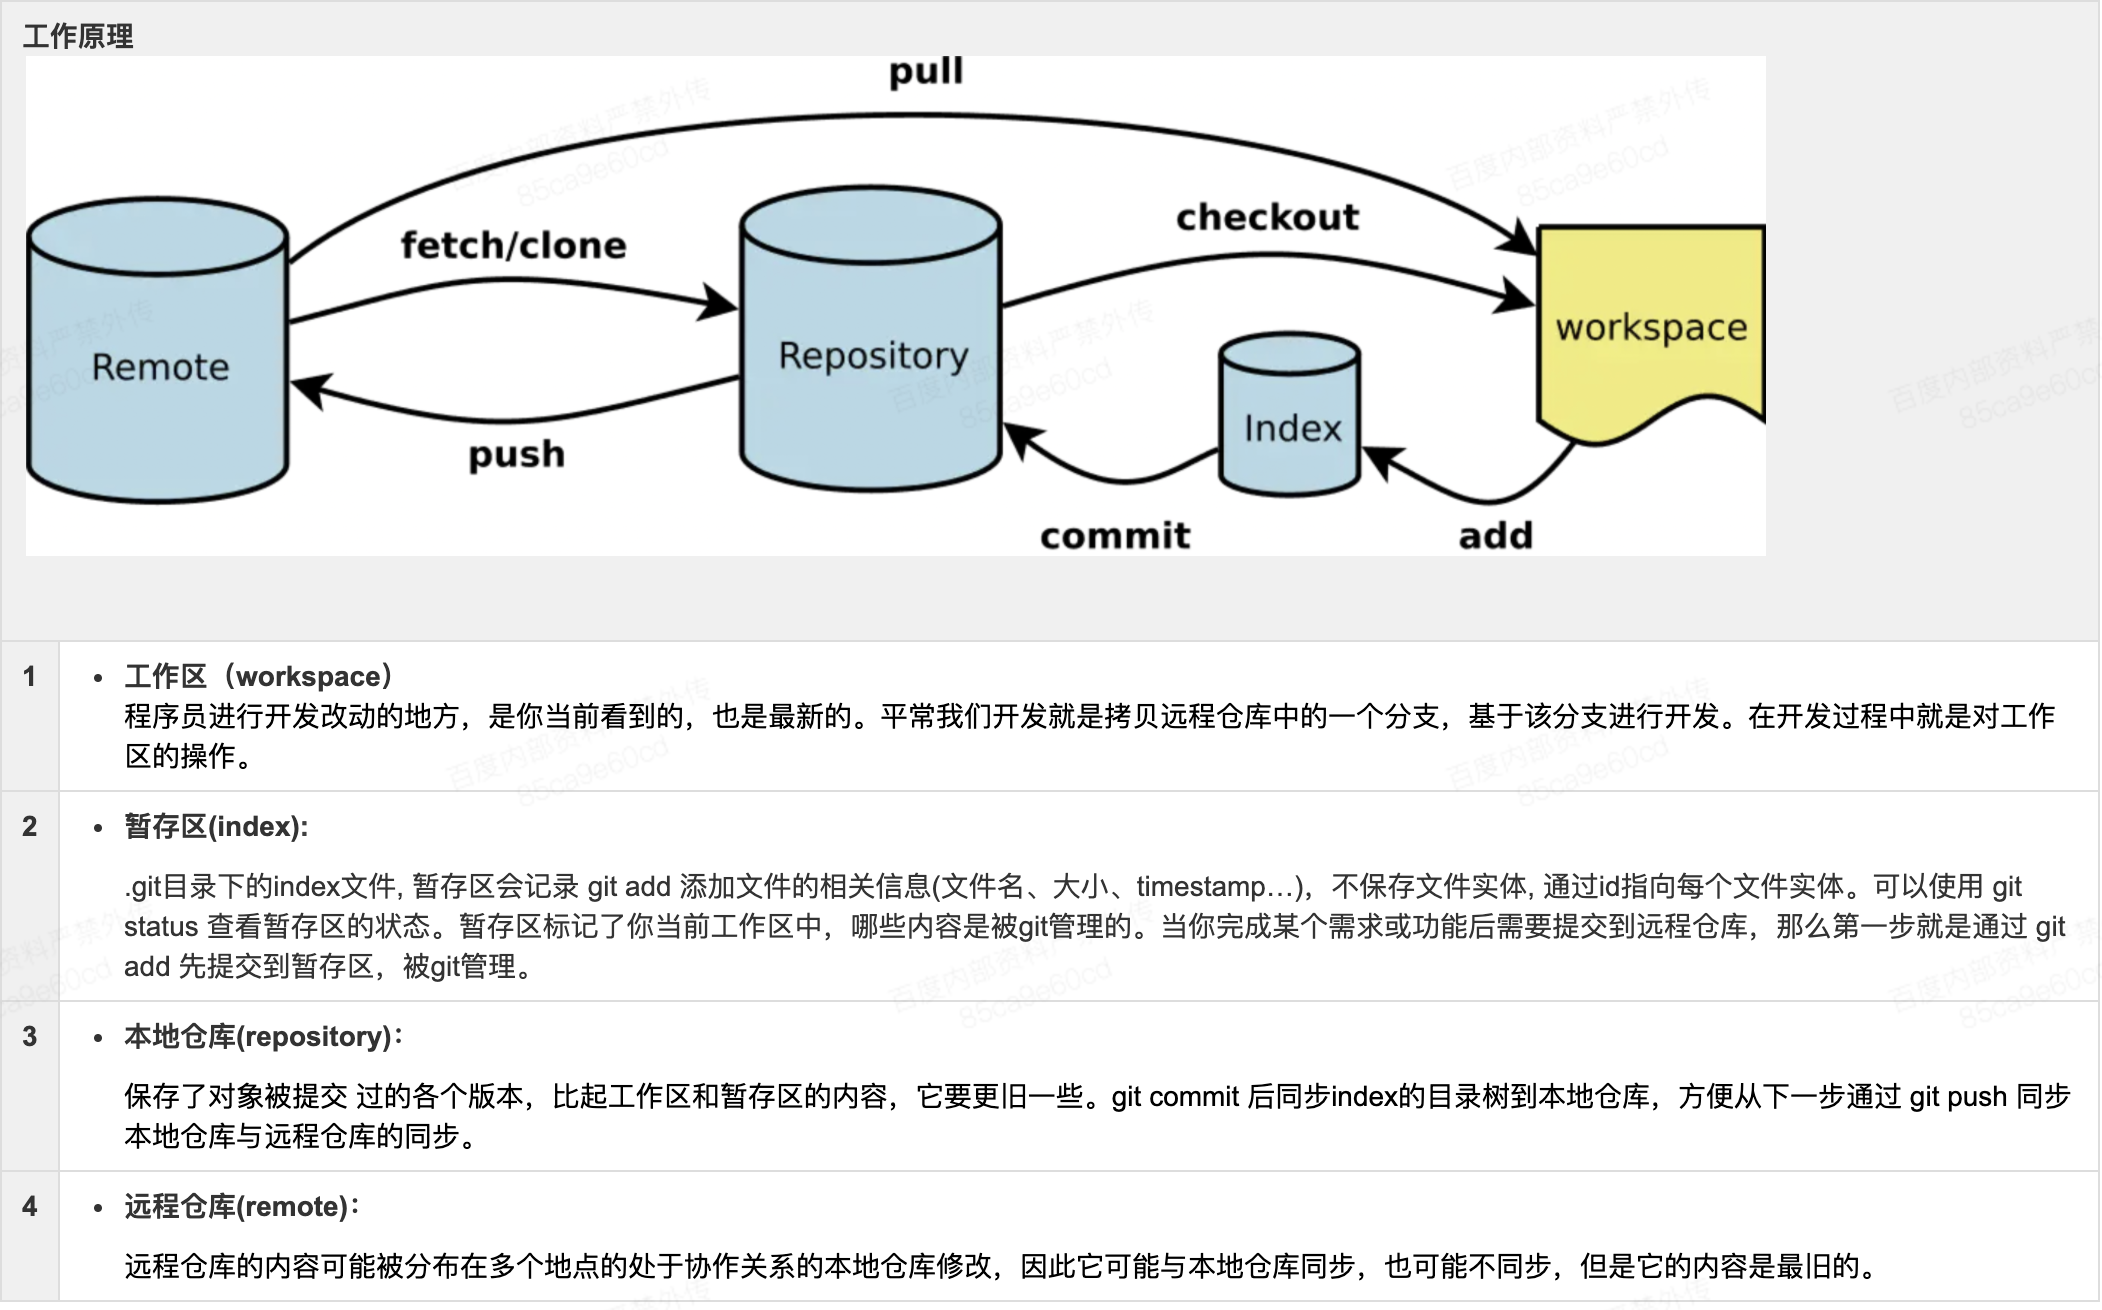 工作原理
pull
fetch/clone
checkout
Remote
Repository
workspace
Index
push
commit
add
1
• 工作区（workspace）
程序员进行开发改动的地方，是你当前看到的，也是最新的。平常我们开发就是拷贝远程仓库中的一个分支，基于该分支进行开发。在开发过程中就是对工作
区的操作。
2
• 暂存区(index):
.git目录下的index文件, 暂存区会记录 git add 添加文件的相关信息(文件名、大小、timestamp…)，不保存文件实体, 通过id指向每个文件实体。可以使用 git
status 查看暂存区的状态。暂存区标记了你当前工作区中，哪些内容是被git管理的。当你完成某个需求或功能后需要提交到远程仓库，那么第一步就是通过 git
add 先提交到暂存区，被git管理。
3
• 本地仓库(repository)：
保存了对象被提交 过的各个版本，比起工作区和暂存区的内容，它要更旧一些。git commit 后同步index的目录树到本地仓库，方便从下一步通过 git push 同步
本地仓库与远程仓库的同步。
4
• 远程仓库(remote)：
远程仓库的内容可能被分布在多个地点的处于协作关系的本地仓库修改，因此它可能与本地仓库同步，也可能不同步，但是它的内容是最旧的。
百度内部资料严禁外传
85ca9e60cd